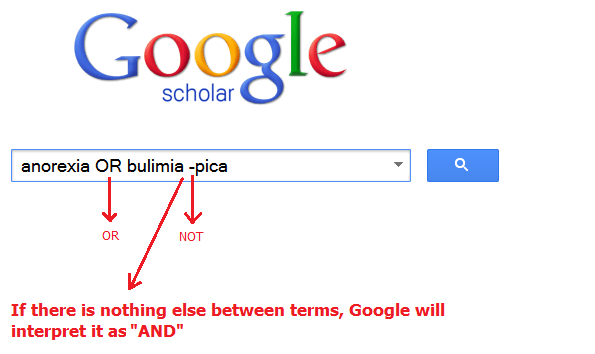 Google
scholar
anorexia OR bulimia -pica
OR
NOT
If there is nothing else between terms, Google will
interpret it as "AND"